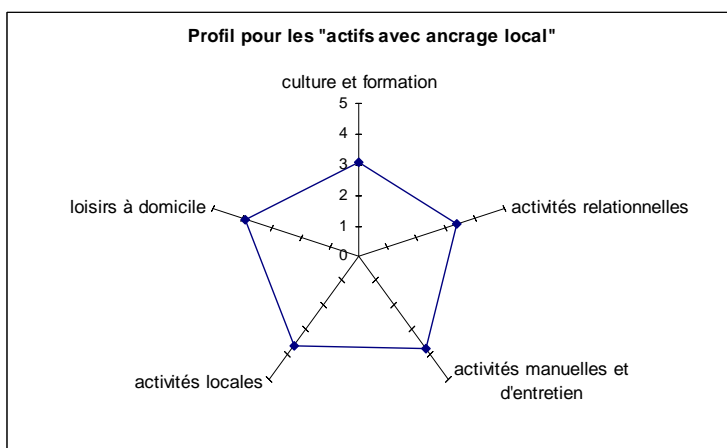 Profil pour les "actifs avec ancrage local"
culture et formation
5
4
3
2
1
0
loisirs à domicile
activités relationnelles
activités locales
activités manuelles et
d'entretien